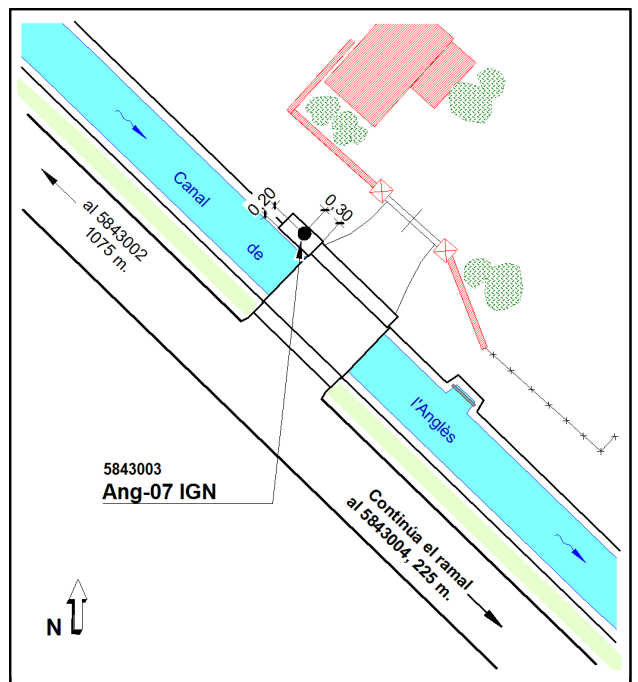 Canal
de
0,20
0,30
al 5843002
1075 m.
5843003
Ang-07 IGN
l'Anglès
Continúa el ramal
al 5843004, 225 m.
N